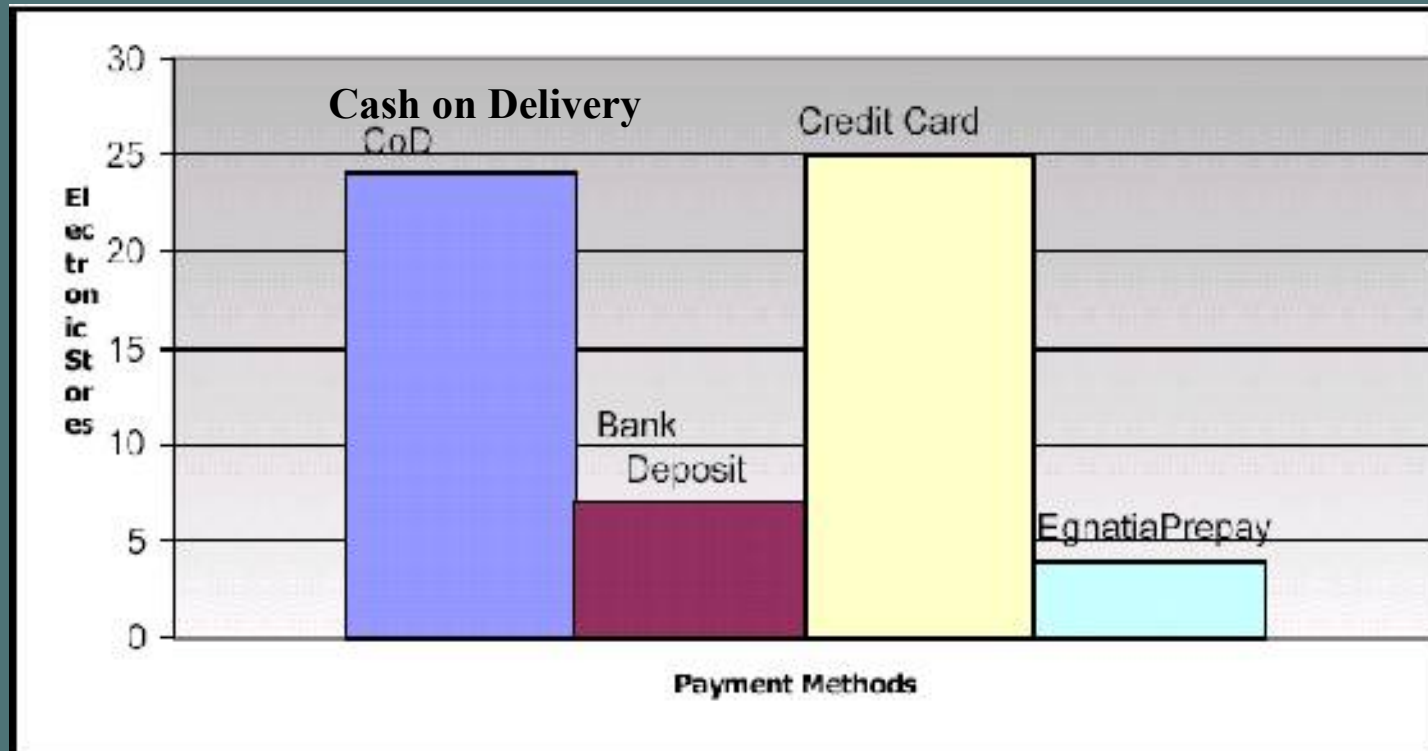 30
25
20
15
10
5
0
El
ec
tr
on
ic
St
or
es
Cash on Delivery
CoD
Bank
Deposit
Credit Card
EgnatiaPrepay
Payment Methods